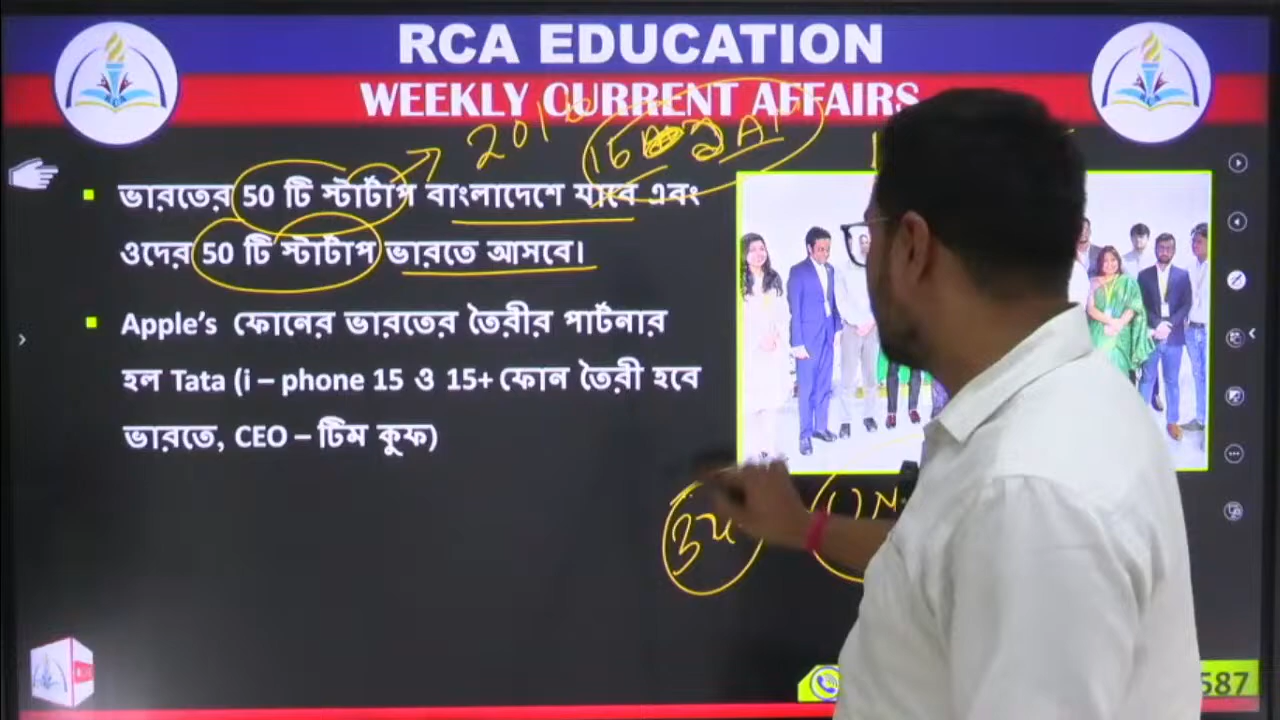 RCA EDUCATION
WEEKLY CURRENT AFFAIRS
ভারতের 50 টি স্টার্টাপ বাংলাদেশে যাবে এবং
ওদের 50 টি স্টার্টাপ ভারতে আসবে।
Apple's ফোনের ভারতের তৈরীর পার্টনার
হল Tata (i – phone 15 ও 15+ ফোন তৈরী হবে
ভারতে, CEO – টিম কুফ)
587